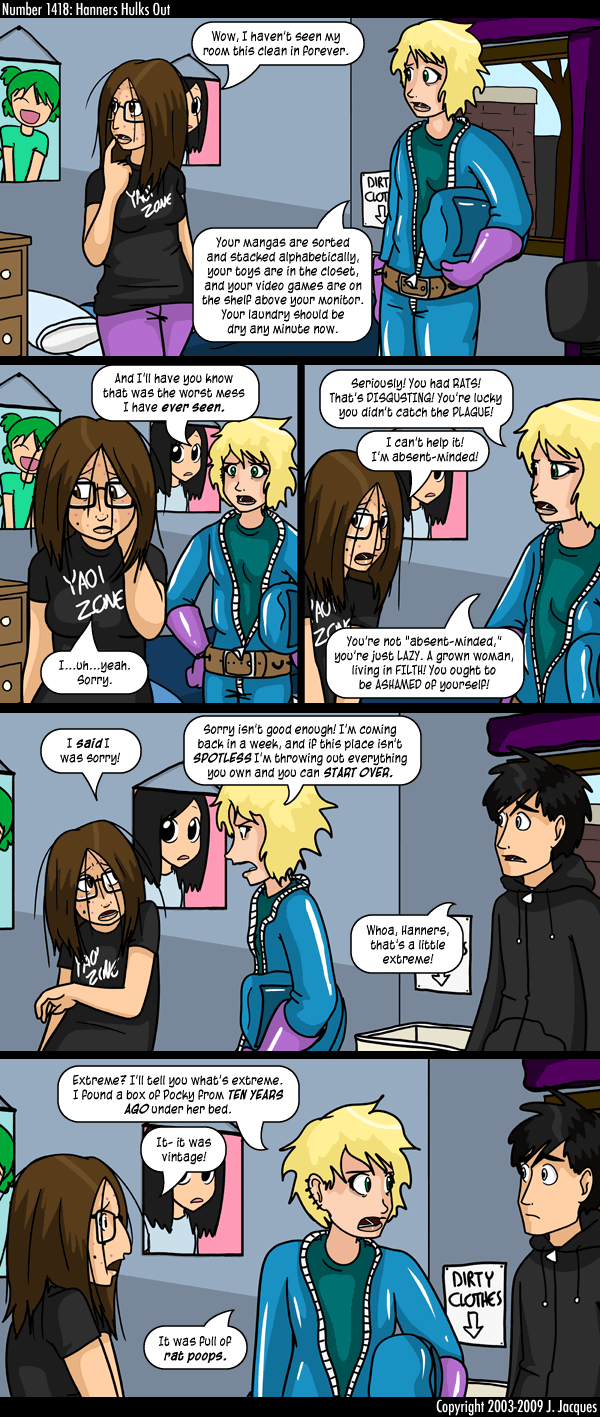 Number 1418: Hanners Hulks Out
Wow, I haven't seen my
room this clean in forever.
YAOI
ZONE
DIRT
CLOT
Your mangas are sorted
and stacked alphabetically,
your toys are in the closet,
and your video games are on
the shelf above your monitor.
Your laundry should be
dry any minute now.
And I'll have you know
that was the worst mess
I have ever seen.
YAOI
ZONE
I...uh...yeah.
Sorry.
Seriously! You had RATS!
That's DISGUSTING! You're lucky
you didn't catch the PLAGUE!
I can't help it!
I'm absent-minded!
YAOI
ZONE
You're not "absent-minded,"
you're just LAZY. A grown woman,
living in FILTH! You ought to
be ASHAMED of yourself!
I said I
was sorry!
Sorry isn't good enough! I'm coming
back in a week, and if this place isn't
SPOTLESS I'm throwing out everything
you own and you can START OVER.
YAOI
ZONE
Whoa, Hanners,
that's a little
extreme!
Extreme? I'll tell you what's extreme.
I found a box of Pocky from TEN YEARS
AGO under her bed.
It- it was
vintage!
DIRTY
CLOTHES
It was full of
rat poops.
Copyright 2003-2009 J. Jacques